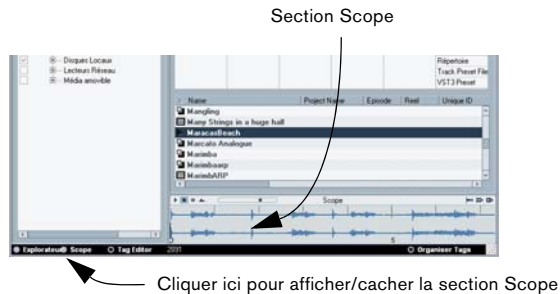 Section Scope
Disques Locaux
Lecteurs Réseau
Média amovible
Répertoire
Track Preset File
VST3 Preset
Name Project Name Episode Reel Unique ID
Mangling
Many Strings in a huge hall
MaracasBeach
Marcato Analogue
Marimba
Marimbaarp
MarimbARP
Scope
5
Explorateur Scope Tag Editor 2091 Organiser Tags
Cliquer ici pour afficher/cacher la section Scope